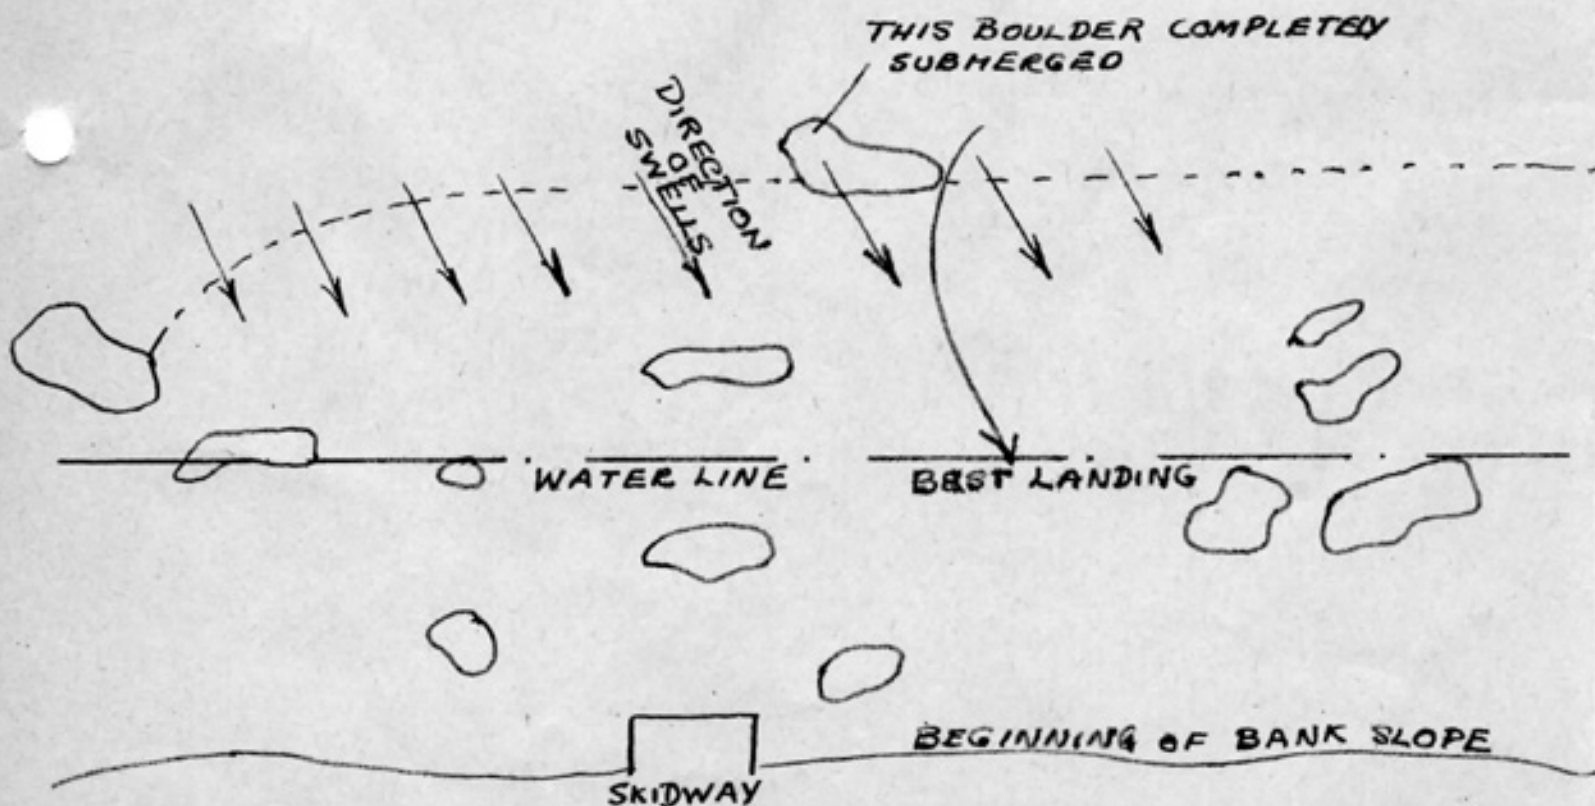 THIS BOULDER COMPLETELY
SUBMERGED
DIRECTION
OF
SWELLS
WATER LINE
BEST LANDING
BEGINNING OF BANK SLOPE
SKIDWAY